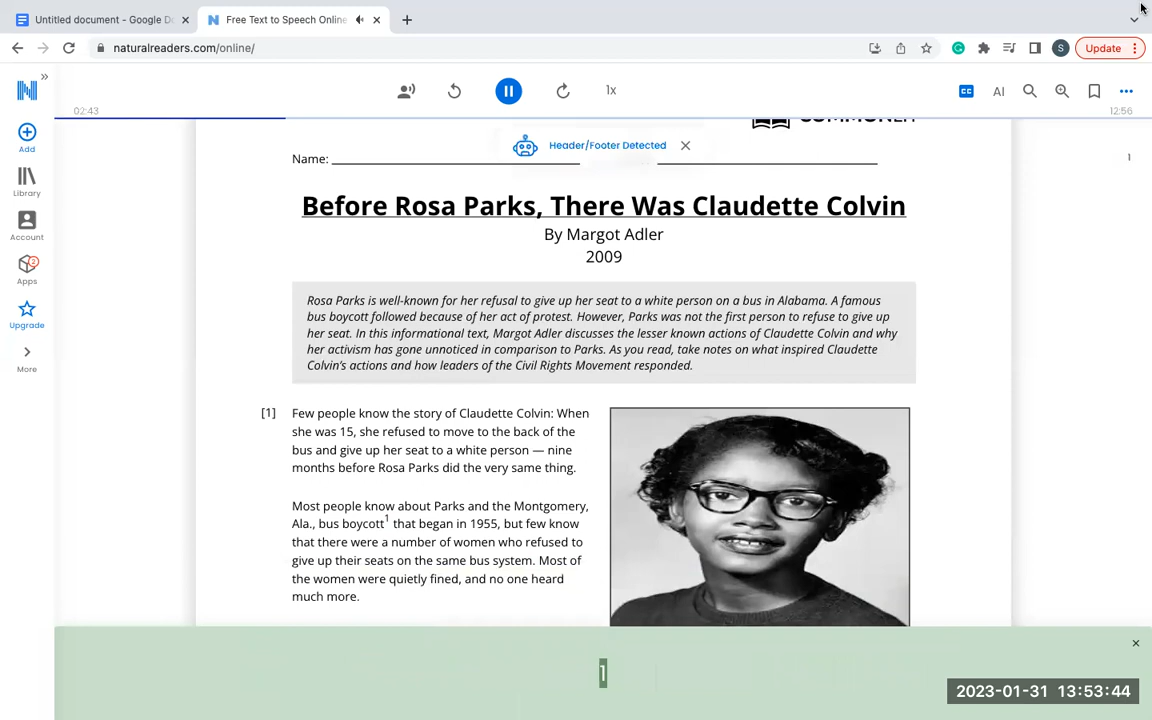 Untitled document - Google Do
Free Text to Speech Online
naturalreaders.com/online/
S
Update
02:43
1x
CC
AI
12:56
Add
Library
Account
2
Apps
Upgrade
More
Header/Footer Detected
Name:
1
Before Rosa Parks, There Was Claudette Colvin
By Margot Adler
2009
Rosa Parks is well-known for her refusal to give up her seat to a white person on a bus in Alabama. A famous
bus boycott followed because of her act of protest. However, Parks was not the first person to refuse to give up
her seat. In this informational text, Margot Adler discusses the lesser known actions of Claudette Colvin and why
her activism has gone unnoticed in comparison to Parks. As you read, take notes on what inspired Claudette
Colvin's actions and how leaders of the Civil Rights Movement responded.
[1] Few people know the story of Claudette Colvin: When
she was 15, she refused to move to the back of the
bus and give up her seat to a white person — nine
months before Rosa Parks did the very same thing.
Most people know about Parks and the Montgomery,
Ala., bus boycott1 that began in 1955, but few know
that there were a number of women who refused to
give up their seats on the same bus system. Most of
the women were quietly fined, and no one heard
much more.
1
2023-01-31 13:53:44